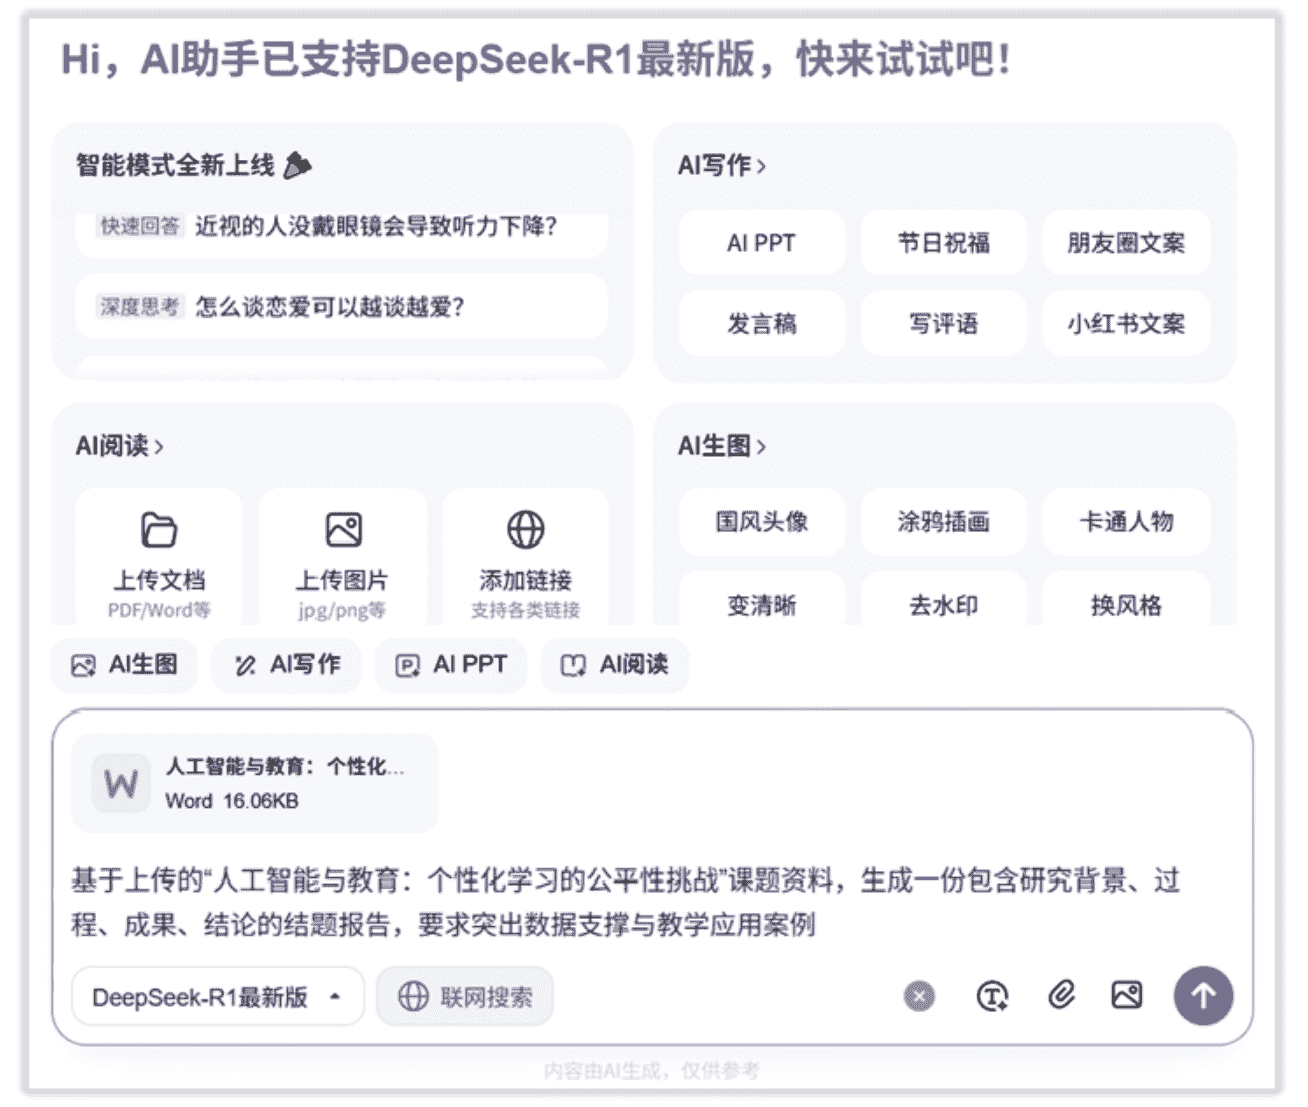 Hi，AI助手已支持DeepSeek-R1最新版，快来试试吧！
智能模式全新上线
快速回答 近视的人没戴眼镜会导致听力下降？
深度思考 怎么谈恋爱可以越谈越爱？
AI写作›
AI PPT 节日祝福 朋友圈文案
发言稿 写评语 小红书文案
AI阅读›
上传文档 上传图片 添加链接
PDF/Word等 jpg/png等 支持各类链接
AI生图›
国风头像 涂鸦插画 卡通人物
变清晰 去水印 换风格
AI生图 AI写作 AI PPT AI阅读
人工智能与教育：个性化...
Word 16.06KB
基于上传的“人工智能与教育：个性化学习的公平性挑战”课题资料，生成一份包含研究背景、过
程、成果、结论的结题报告，要求突出数据支撑与教学应用案例
DeepSeek-R1最新版 联网搜索
内容由AI生成，仅供参考